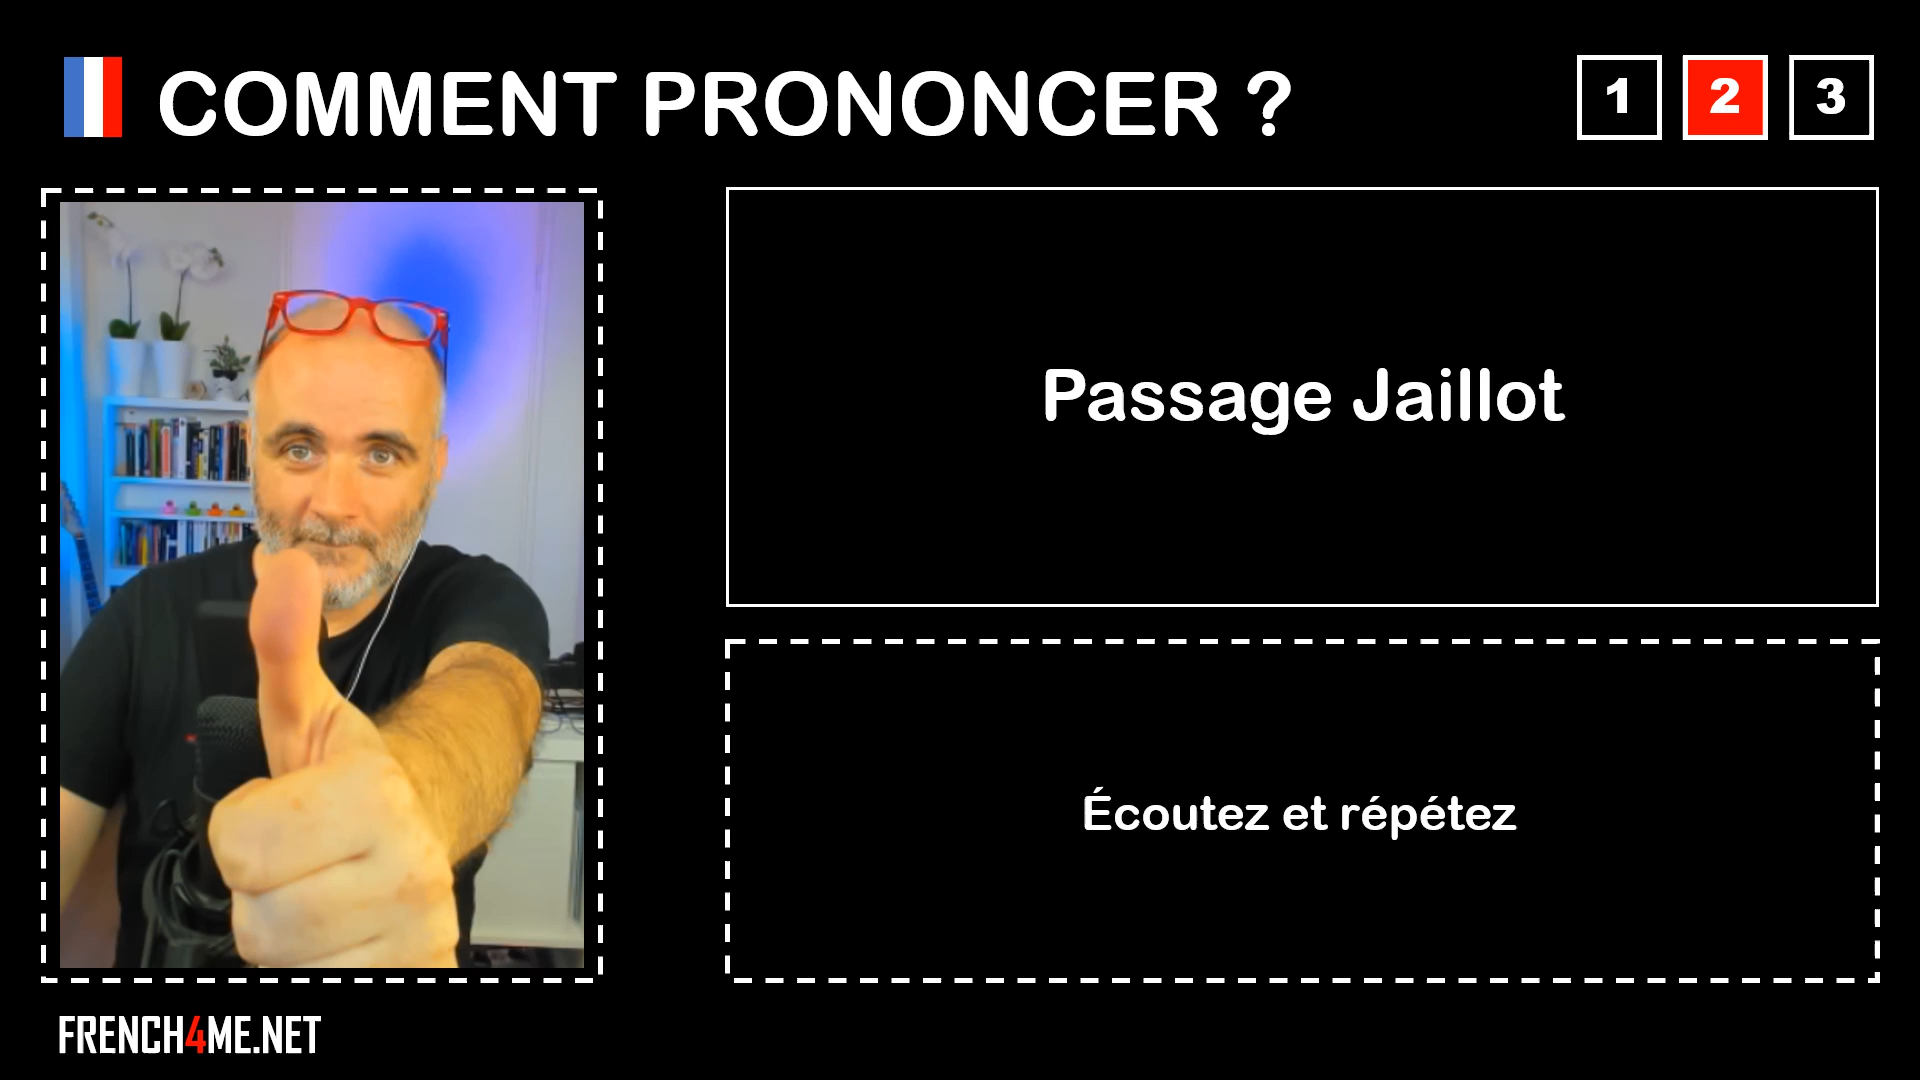 COMMENT PRONONCER ?
1 2 3
Passage Jaillot
Écoutez et répétez
FRENCH4ME.NET